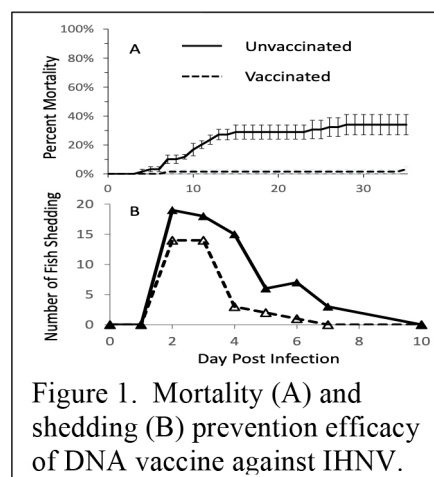 A
Unvaccinated
Vaccinated
Percent Mortality
100%
80%
60%
40%
20%
0%
0 10 20 30
B
Number of Fish Shedding
20
15
10
5
0
0 2 4 6 8 10
Day Post Infection
Figure 1. Mortality (A) and
shedding (B) prevention efficacy
of DNA vaccine against IHNV.